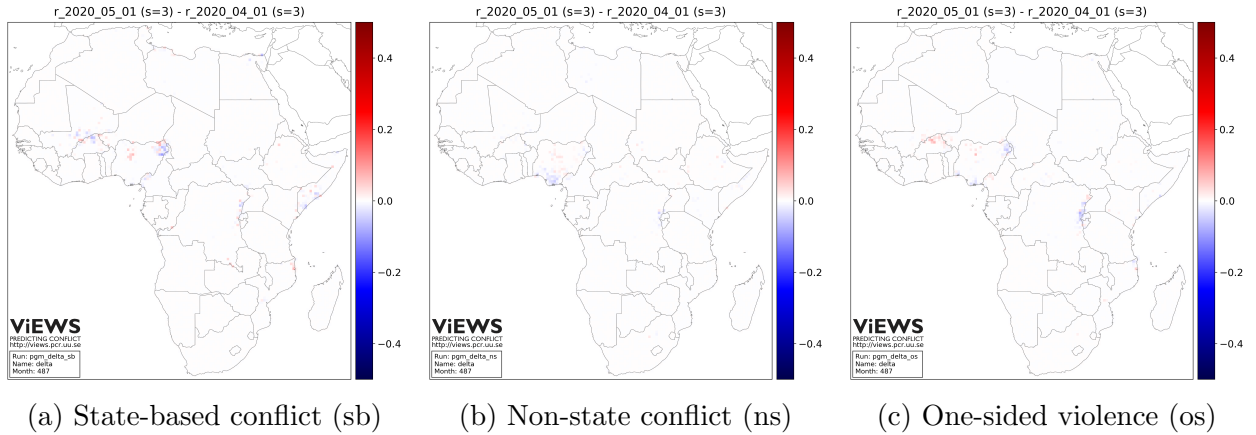 r_2020_05_01 (s=3) - r_2020_04_01 (s=3)
0.4
0.2
0.0
−0.2
−0.4
ViEWS
PREDICTING CONFLICT
http://views.pcr.uu.se
Run: pgm_delta_sb
Name: delta
Month: 487
(a) State-based conflict (sb)
r_2020_05_01 (s=3) - r_2020_04_01 (s=3)
0.4
0.2
0.0
−0.2
−0.4
ViEWS
PREDICTING CONFLICT
http://views.pcr.uu.se
Run: pgm_delta_ns
Name: delta
Month: 487
(b) Non-state conflict (ns)
r_2020_05_01 (s=3) - r_2020_04_01 (s=3)
0.4
0.2
0.0
−0.2
−0.4
ViEWS
PREDICTING CONFLICT
http://views.pcr.uu.se
Run: pgm_delta_os
Name: delta
Month: 487
(c) One-sided violence (os)